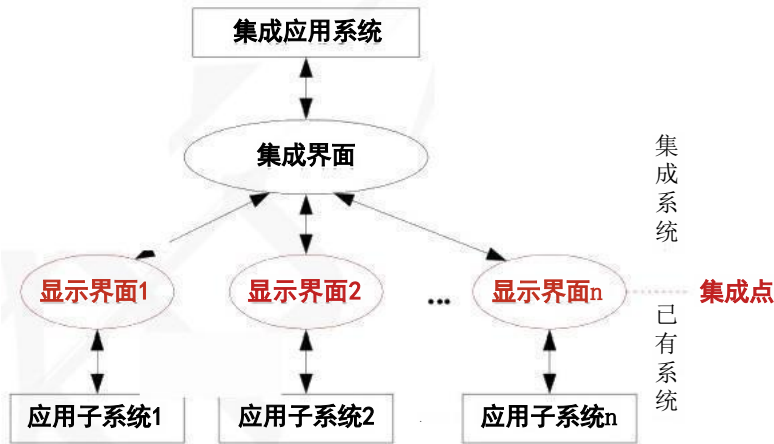 集成应用系统
集成界面
集成系统
显示界面1
显示界面2
...
显示界面n
集成点
已有系统
应用子系统1
应用子系统2
应用子系统n